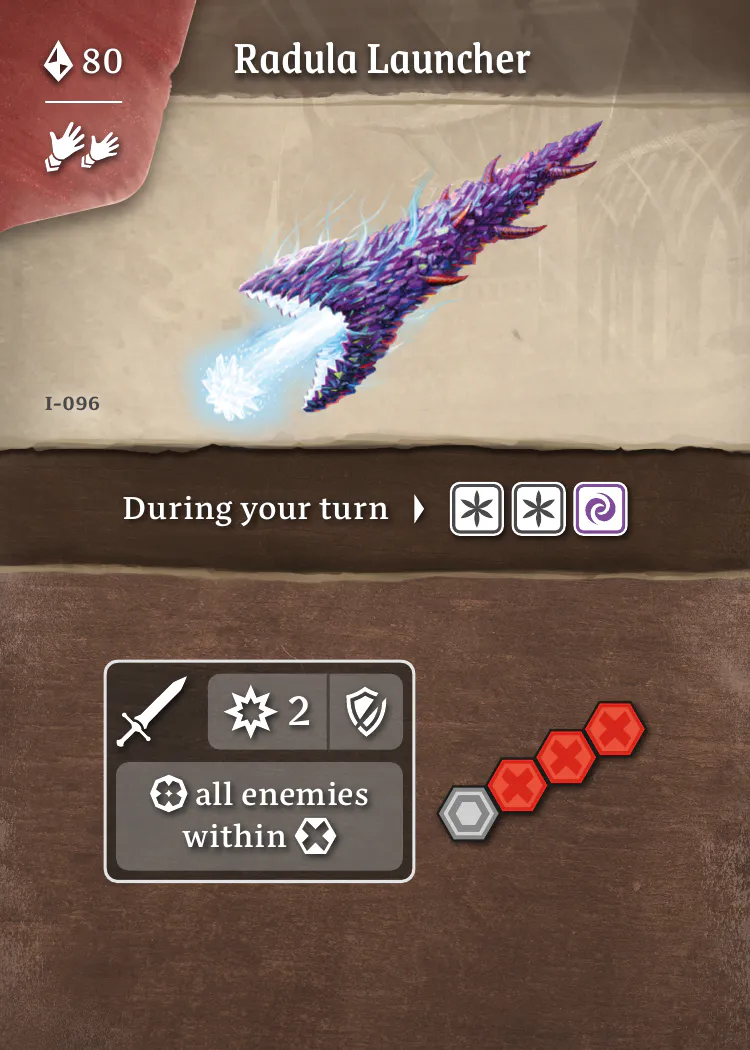 80
Radula Launcher
I-096
During your turn
2
all enemies
within